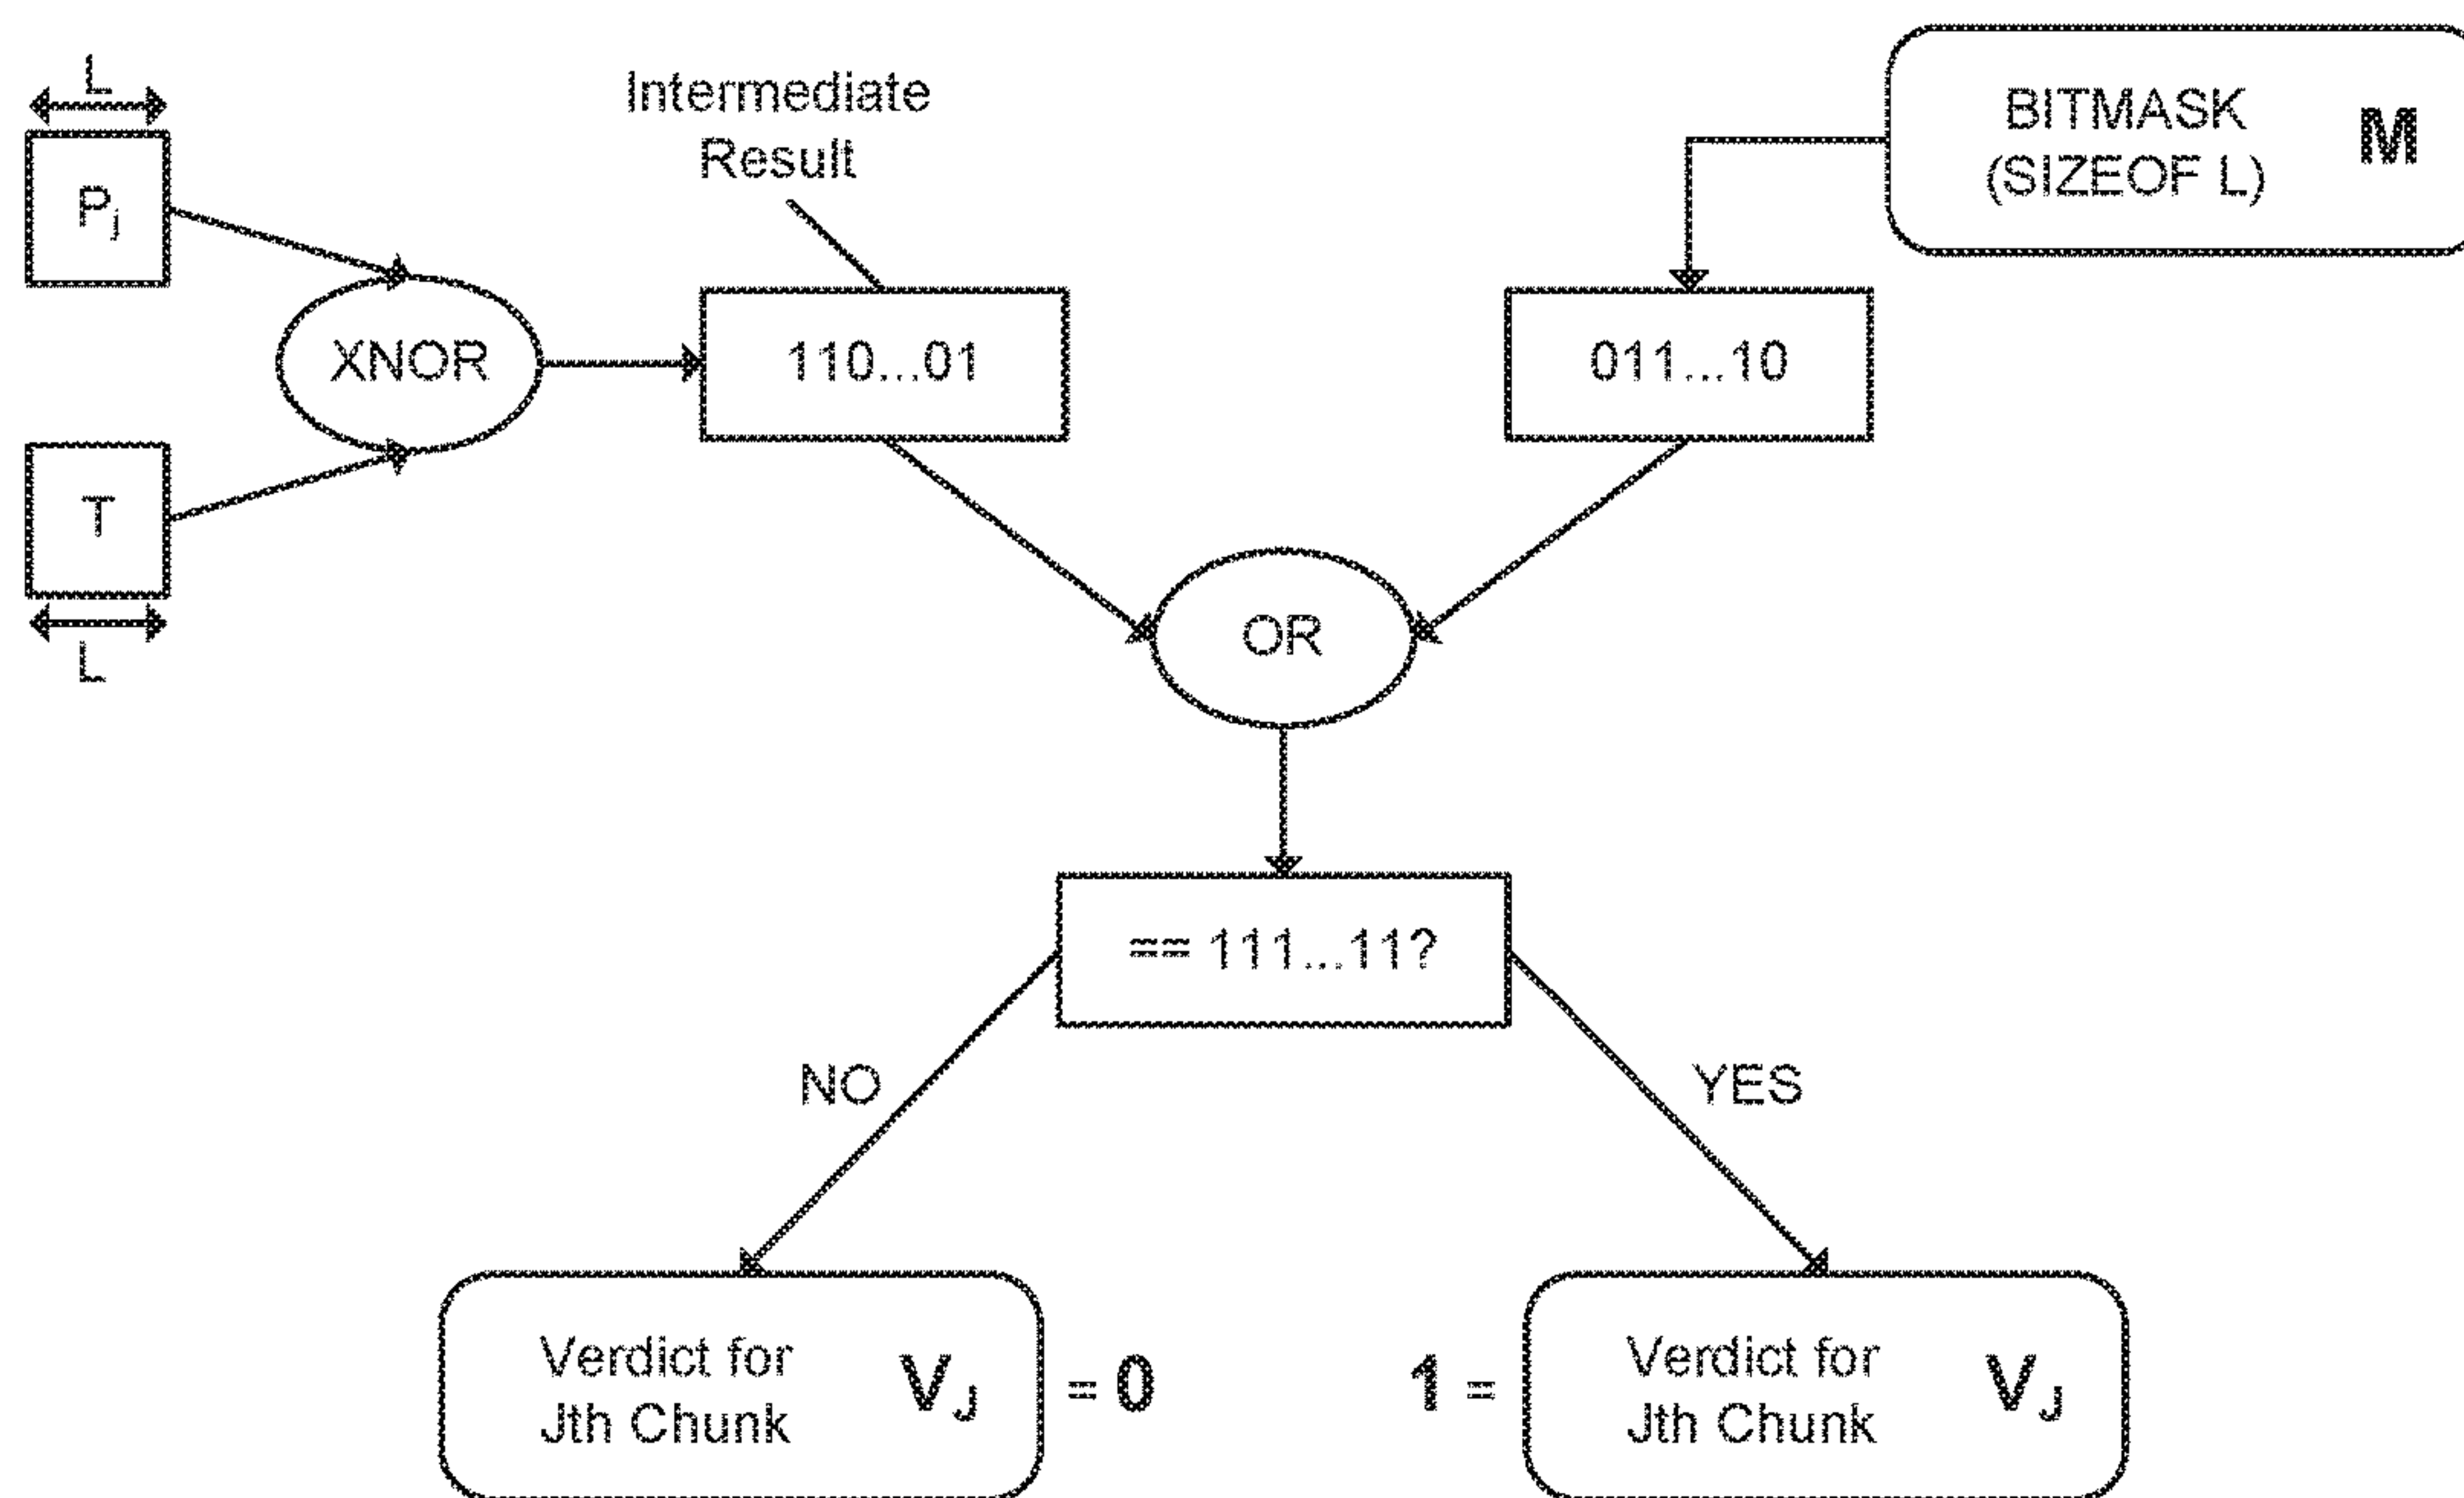 L
Pj
Intermediate
Result
BITMASK
(SIZEOF L)
M
XNOR
110...01
011...10
T
L
OR
== 111...11?
NO
YES
Verdict for
Jth Chunk
VJ
= 0
1 =
Verdict for
Jth Chunk
VJ